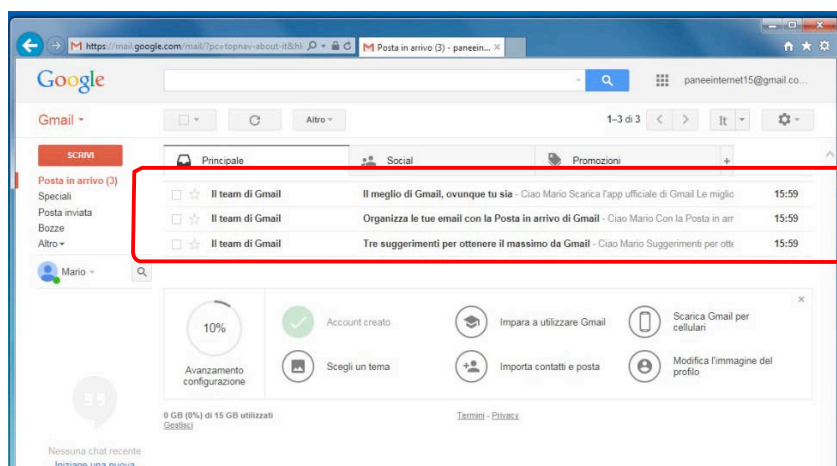 https://mail.google.com/mail/?pc=topnav-about-it&hl
Posta in arrivo (3) - paneein...
Google
paneeinternet15@gmail.co...
Gmail
Altro
1–3 di 3
It
SCRIVI
Principale
Social
Promozioni
+
Posta in arrivo (3)
Speciali
Posta inviata
Bozze
Altro
Mario
Il team di Gmail Il meglio di Gmail, ovunque tu sia - Ciao Mario Scarica l'app ufficiale di Gmail Le miglio 15:59
Il team di Gmail Organizza le tue email con la Posta in arrivo di Gmail - Ciao Mario Con la Posta in arr 15:59
Il team di Gmail Tre suggerimenti per ottenere il massimo da Gmail - Ciao Mario Suggerimenti per otte 15:59
10%
Avanzamento
configurazione
Account creato
Impara a utilizzare Gmail
Scarica Gmail per
cellulari
Scegli un tema
Importa contatti e posta
Modifica l'immagine del
profilo
0 GB (0%) di 15 GB utilizzati
Gestisci
Termini - Privacy
Nessuna chat recente
Iniziane una nuova